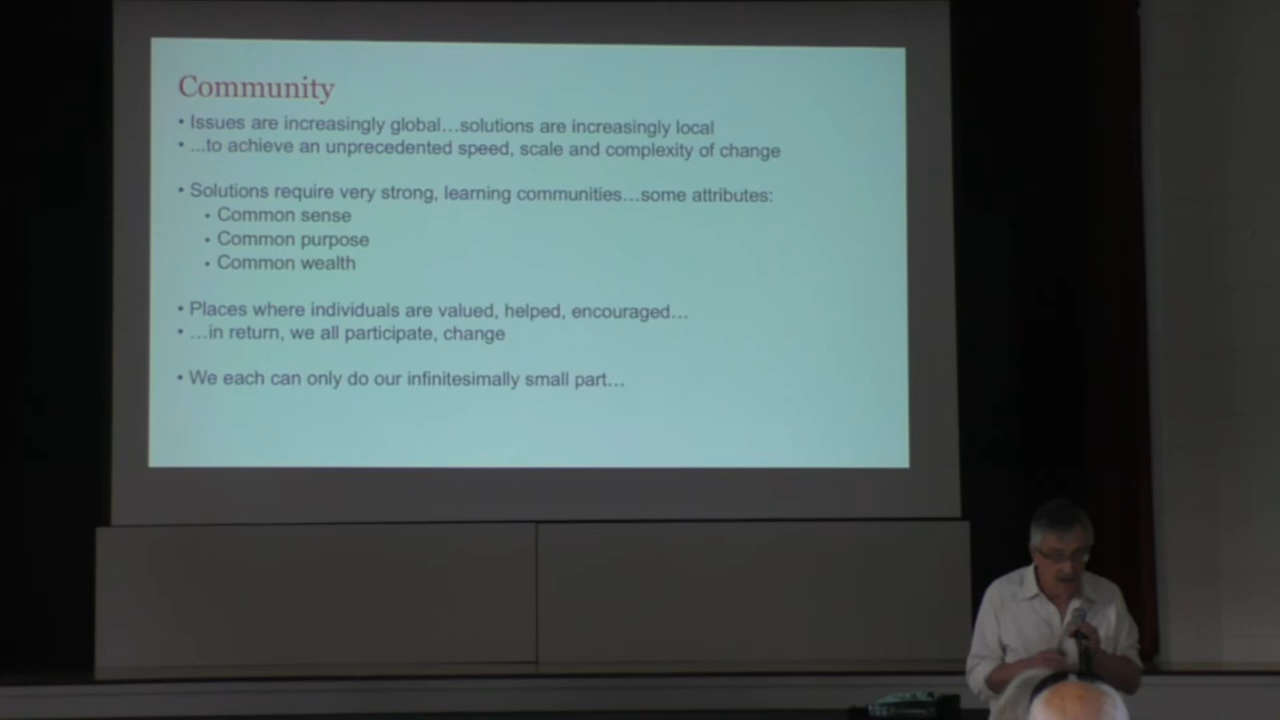 Community
• Issues are increasingly global…solutions are increasingly local
• …to achieve an unprecedented speed, scale and complexity of change
• Solutions require very strong, learning communities…some attributes:
• Common sense
• Common purpose
• Common wealth
• Places where individuals are valued, helped, encouraged…
• …in return, we all participate, change
• We each can only do our infinitesimally small part…